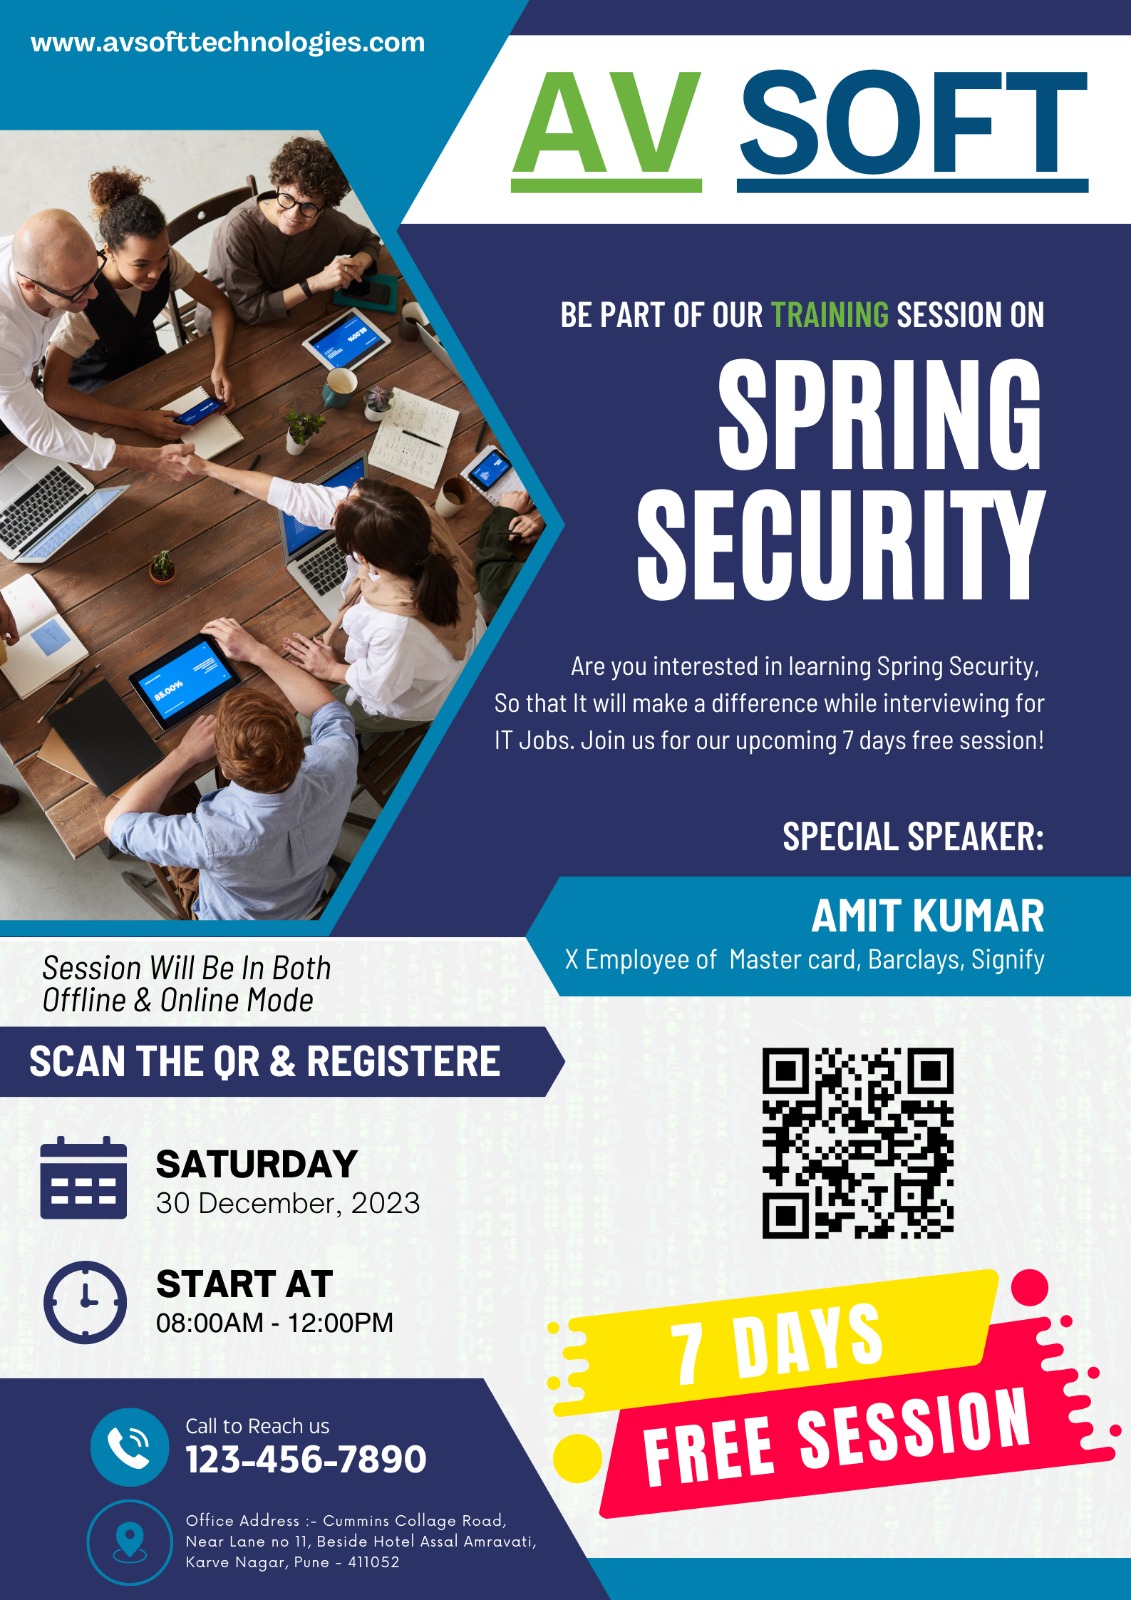 www.avsofttechnologies.com
AV SOFT
BE PART OF OUR TRAINING SESSION ON
SPRING
SECURITY
Are you interested in learning Spring Security,
So that It will make a difference while interviewing for
IT Jobs. Join us for our upcoming 7 days free session!
SPECIAL SPEAKER:
AMIT KUMAR
X Employee of Master card, Barclays, Signify
Session Will Be In Both
Offline & Online Mode
SCAN THE QR & REGISTERE
SATURDAY
30 December, 2023
START AT
08:00AM - 12:00PM
7 DAYS
FREE SESSION
Call to Reach us
123-456-7890
Office Address :- Cummins Collage Road,
Near Lane no 11, Beside Hotel Assal Amravati,
Karve Nagar, Pune - 411052
85.00%